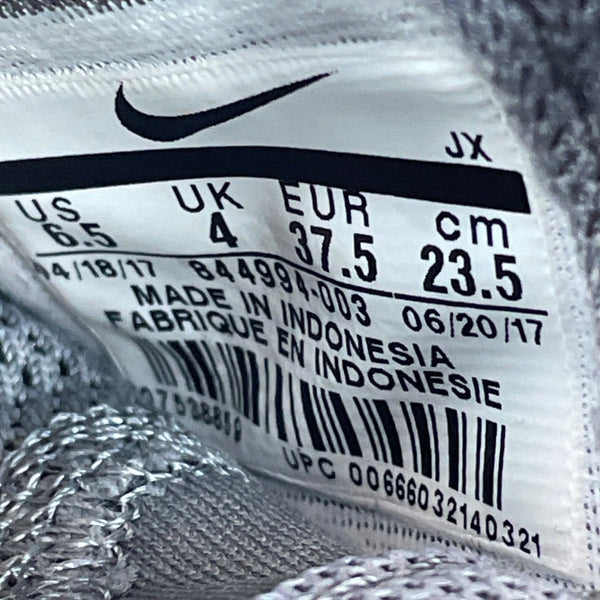 JX
US UK EUR cm
6.5 4 37.5 23.5
04/18/17 844994-003 06/20/17
MADE IN INDONESIA
FABRIQUE EN INDONESIE
UPC 00666032140321